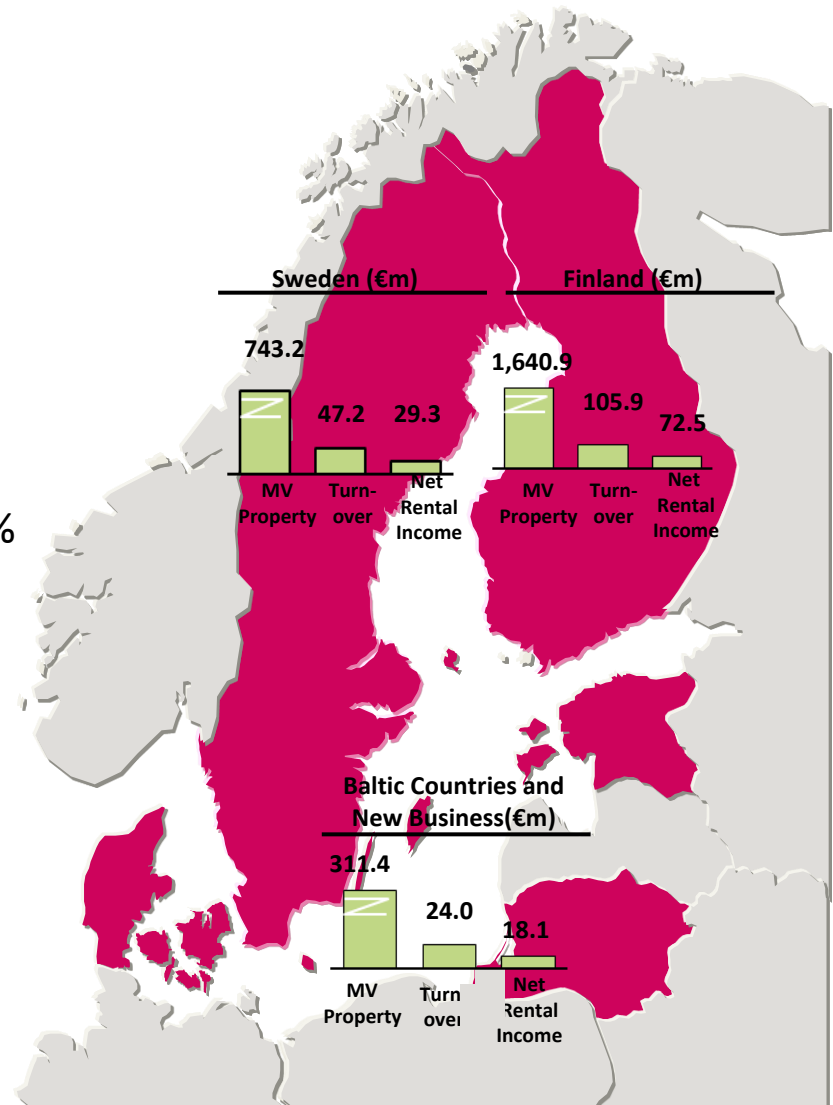 Sweden (€m)
743.2
47.2
29.3
MV
Property
Turn-
over
Net
Rental
Income
Finland (€m)
1,640.9
105.9
72.5
MV
Property
Turn-
over
Net
Rental
Income
%
Baltic Countries and
New Business(€m)
311.4
24.0
18.1
MV
Property
Turn
over
Net
Rental
Income